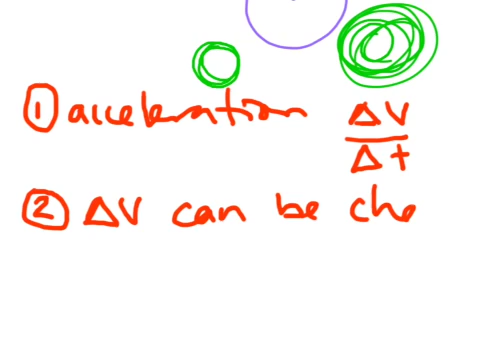 ① acceleration ΔV/Δt
② ΔV can be che